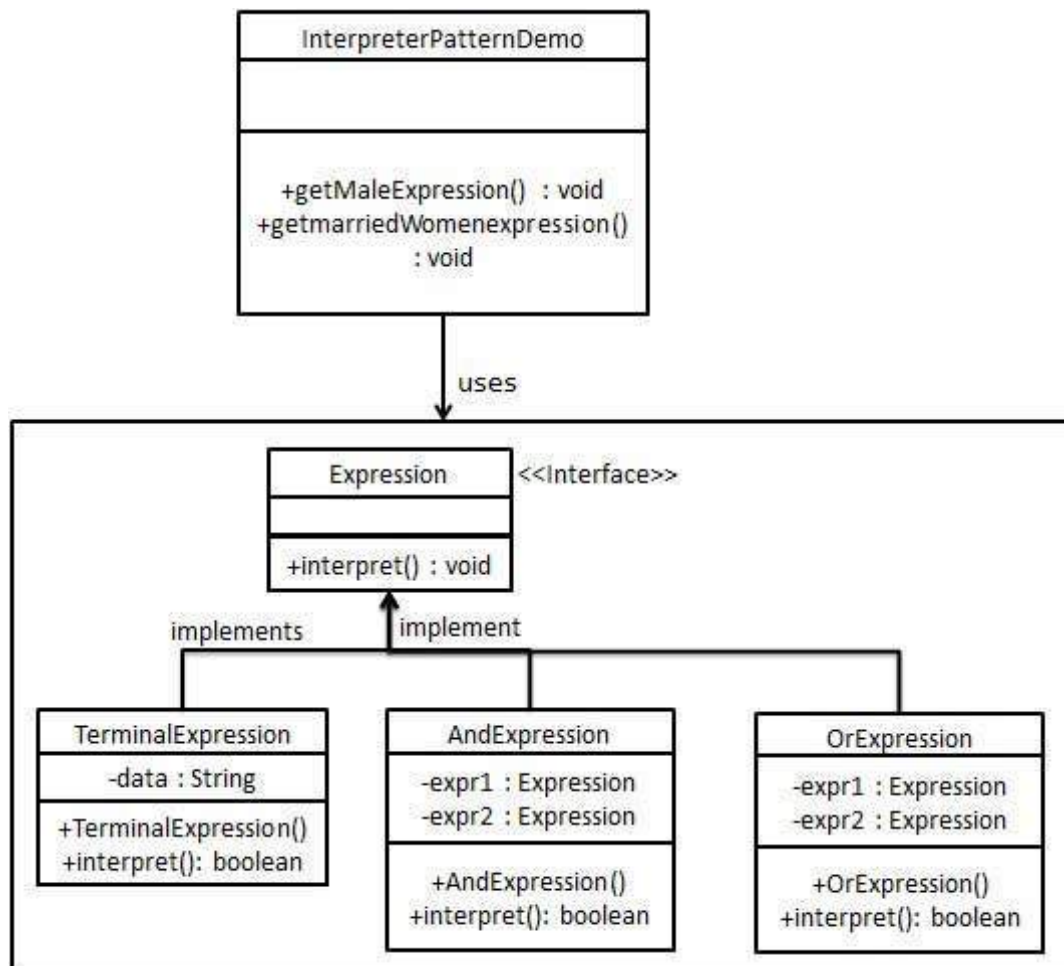 InterpreterPatternDemo
+getMaleExpression() : void
+getmarriedWomenexpression()
: void
uses
Expression
<<Interface>>
+interpret() : void
implements
implement
TerminalExpression
-data : String
+TerminalExpression()
+interpret(): boolean
AndExpression
-expr1 : Expression
-expr2 : Expression
+AndExpression()
+interpret(): boolean
OrExpression
-expr1 : Expression
-expr2 : Expression
+OrExpression()
+interpret(): boolean